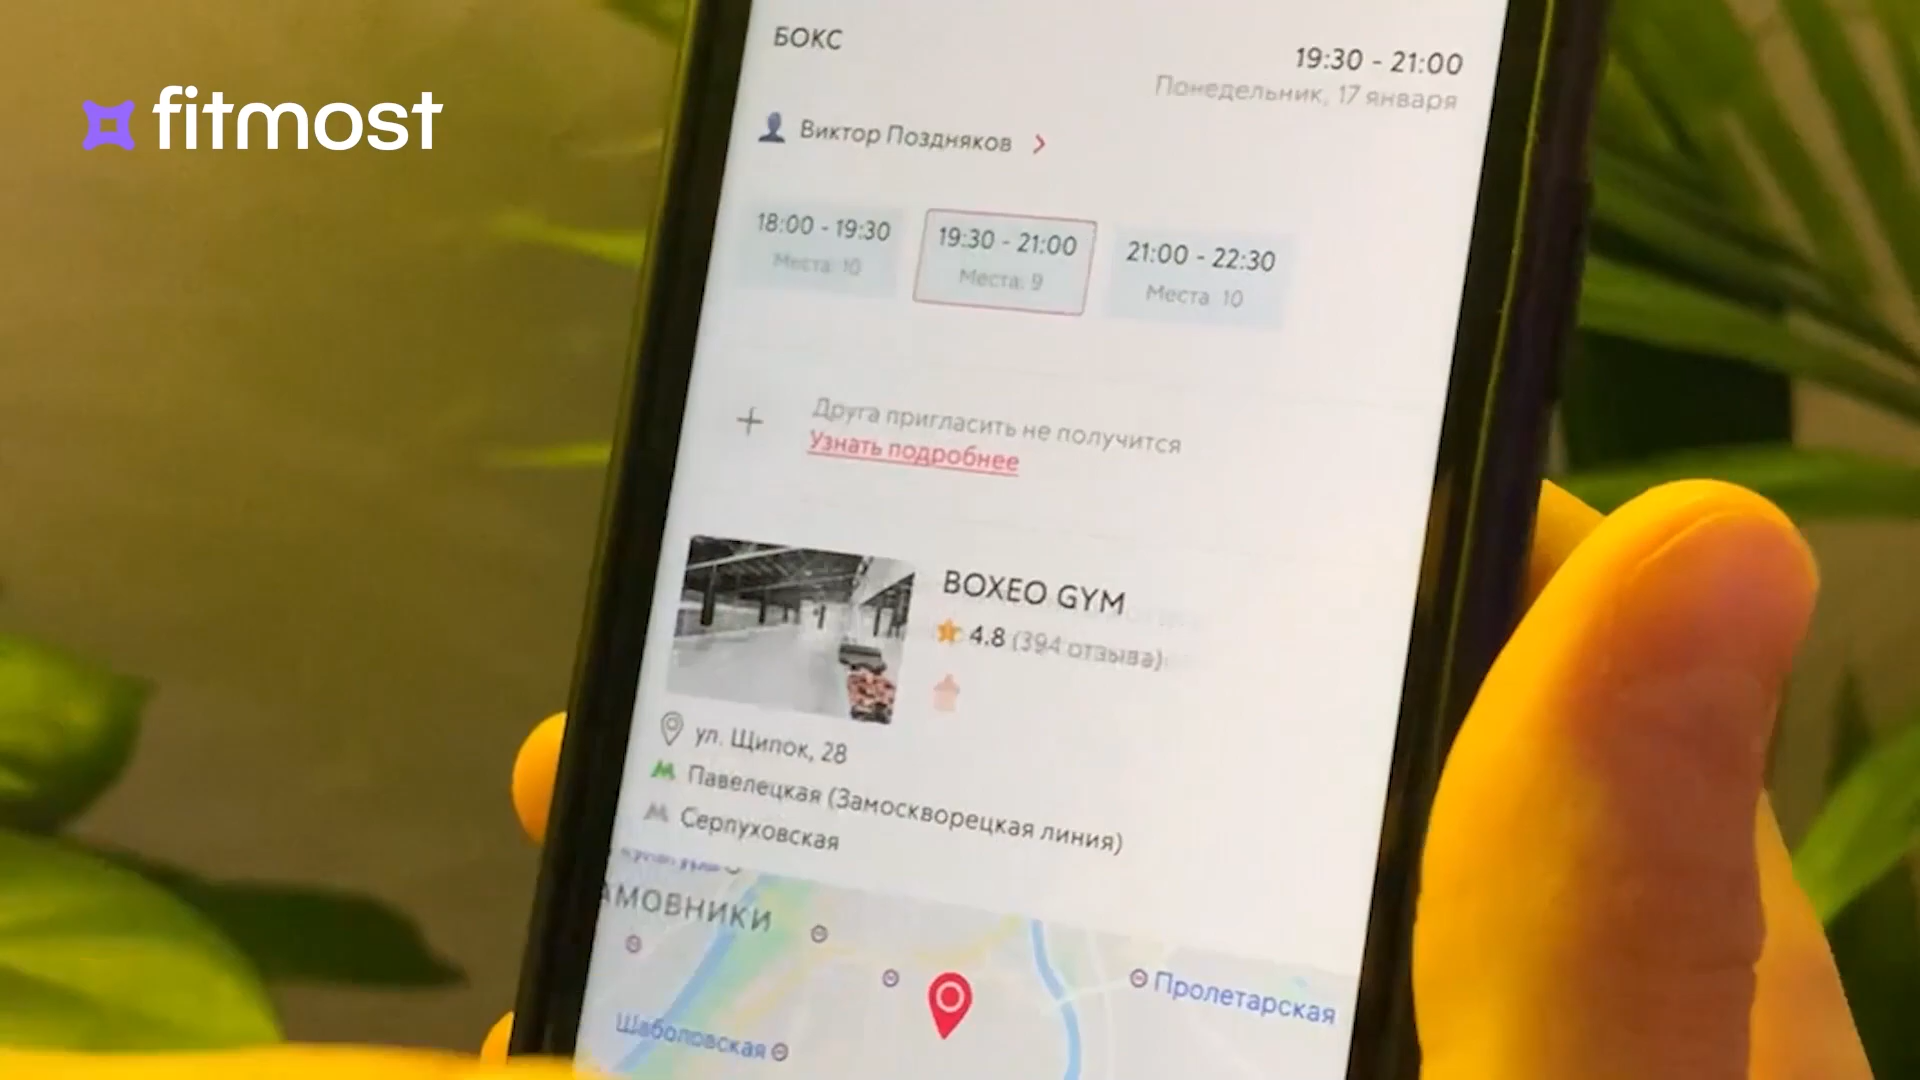 fitmost
БОКС
19:30 - 21:00
Понедельник, 17 января
Виктор Поздняков
18:00 - 19:30
Места: 10
19:30 - 21:00
Места: 9
21:00 - 22:30
Места: 10
Друга пригласить не получится
Узнать подробнее
BOXEO GYM
4.8 (394 отзыва)
ул. Щипок, 28
Павелецкая (Замоскворецкая линия)
Серпуховская
АМОВНИКИ
Пролетарская
Шаболовская